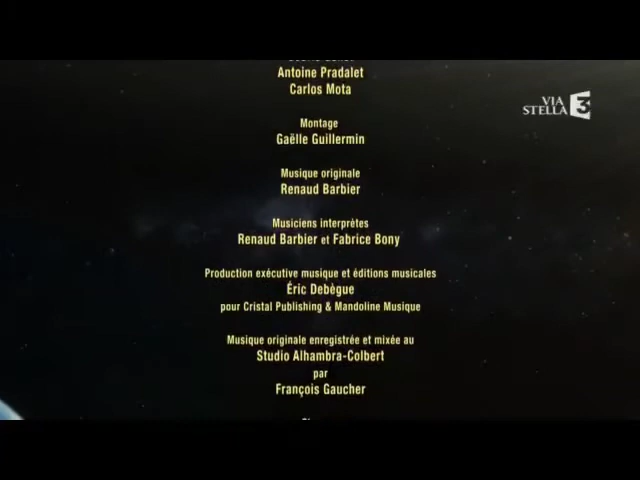 Antoine Pradalet
Carlos Mota
VIA
STELLA 3
Montage
Gaëlle Guillermin
Musique originale
Renaud Barbier
Musiciens interprètes
Renaud Barbier et Fabrice Bony
Production exécutive musique et éditions musicales
Éric Debègue
pour Cristal Publishing & Mandoline Musique
Musique originale enregistrée et mixée au
Studio Alhambra-Colbert
par
François Gaucher